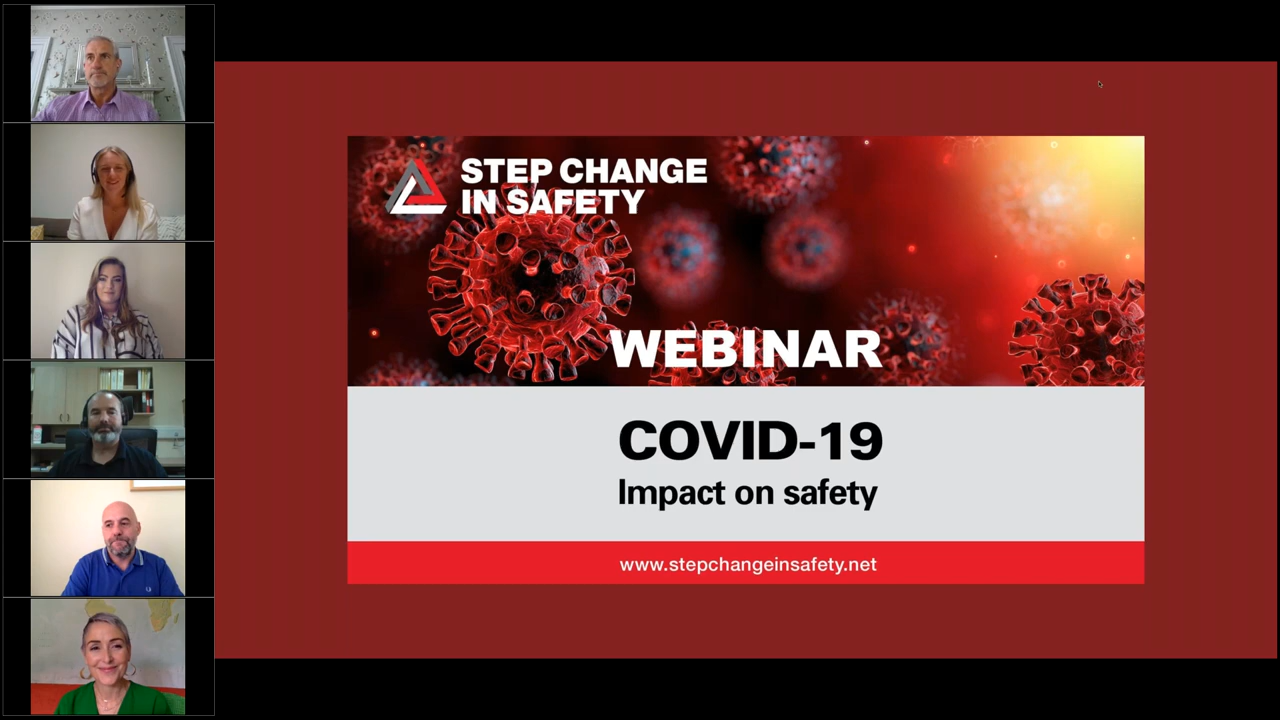 STEP CHANGE
IN SAFETY
WEBINAR
COVID-19
Impact on safety
www.stepchangeinsafety.net